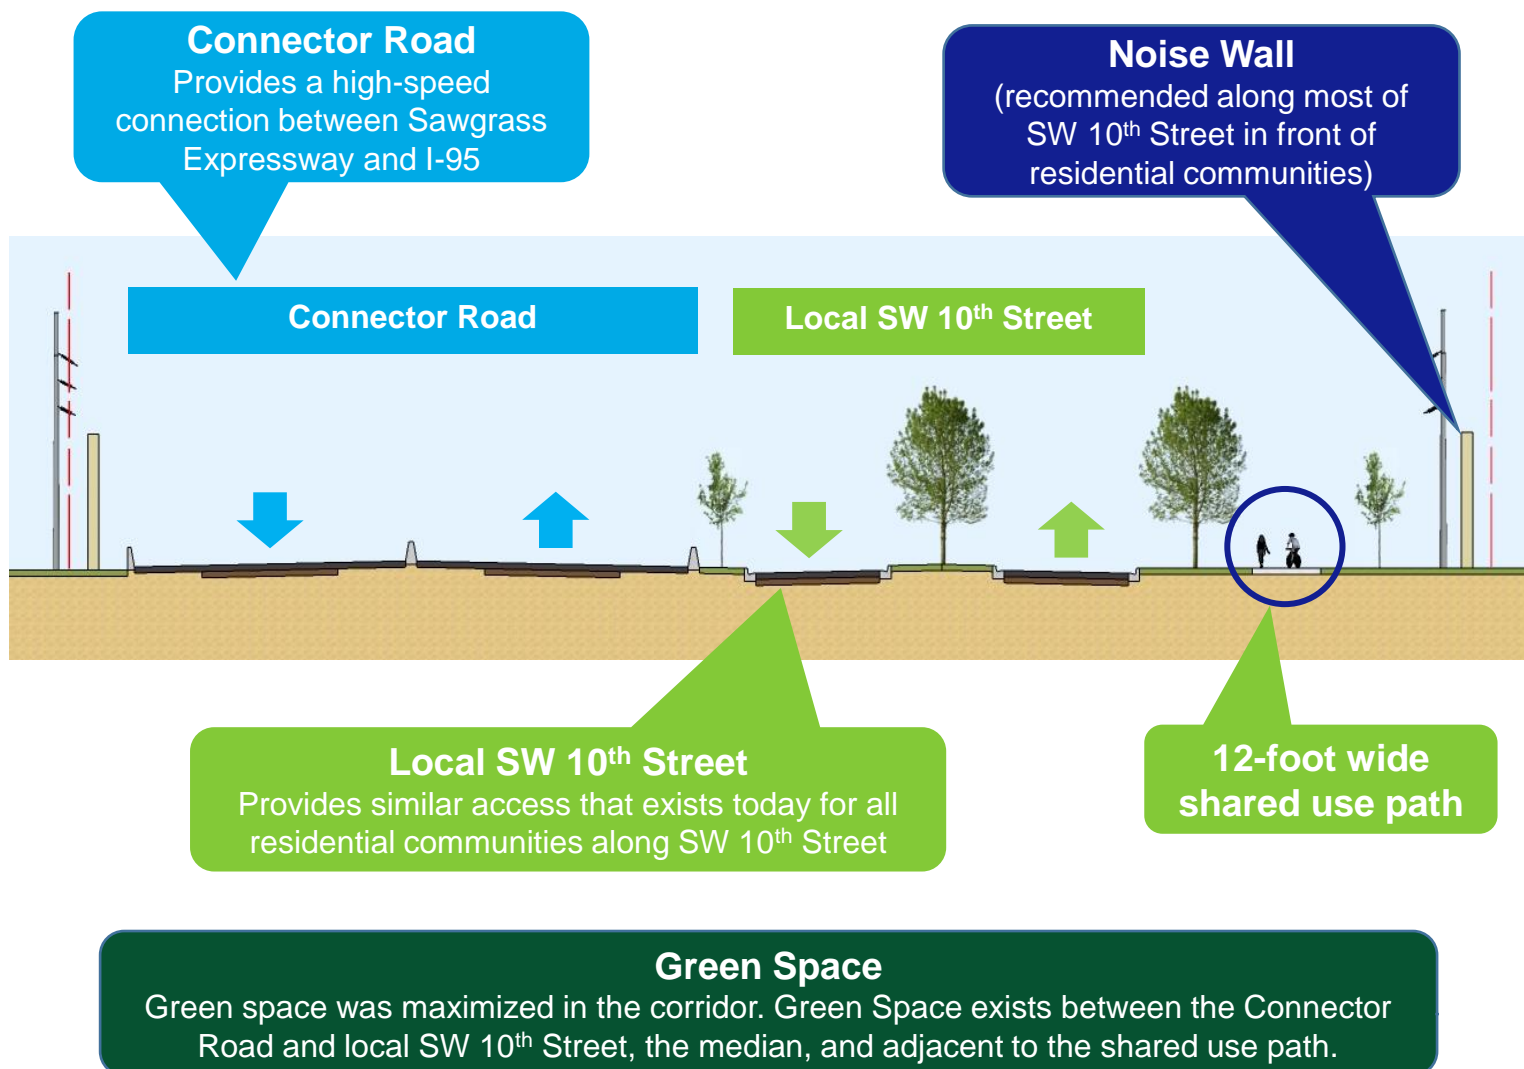 Connector Road
Provides a high-speed
connection between Sawgrass
Expressway and I-95
Noise Wall
(recommended along most of
SW 10th Street in front of
residential communities)
Connector Road
Local SW 10th Street
Local SW 10th Street
Provides similar access that exists today for all
residential communities along SW 10th Street
12-foot wide
shared use path
Green Space
Green space was maximized in the corridor. Green Space exists between the Connector
Road and local SW 10th Street, the median, and adjacent to the shared use path.